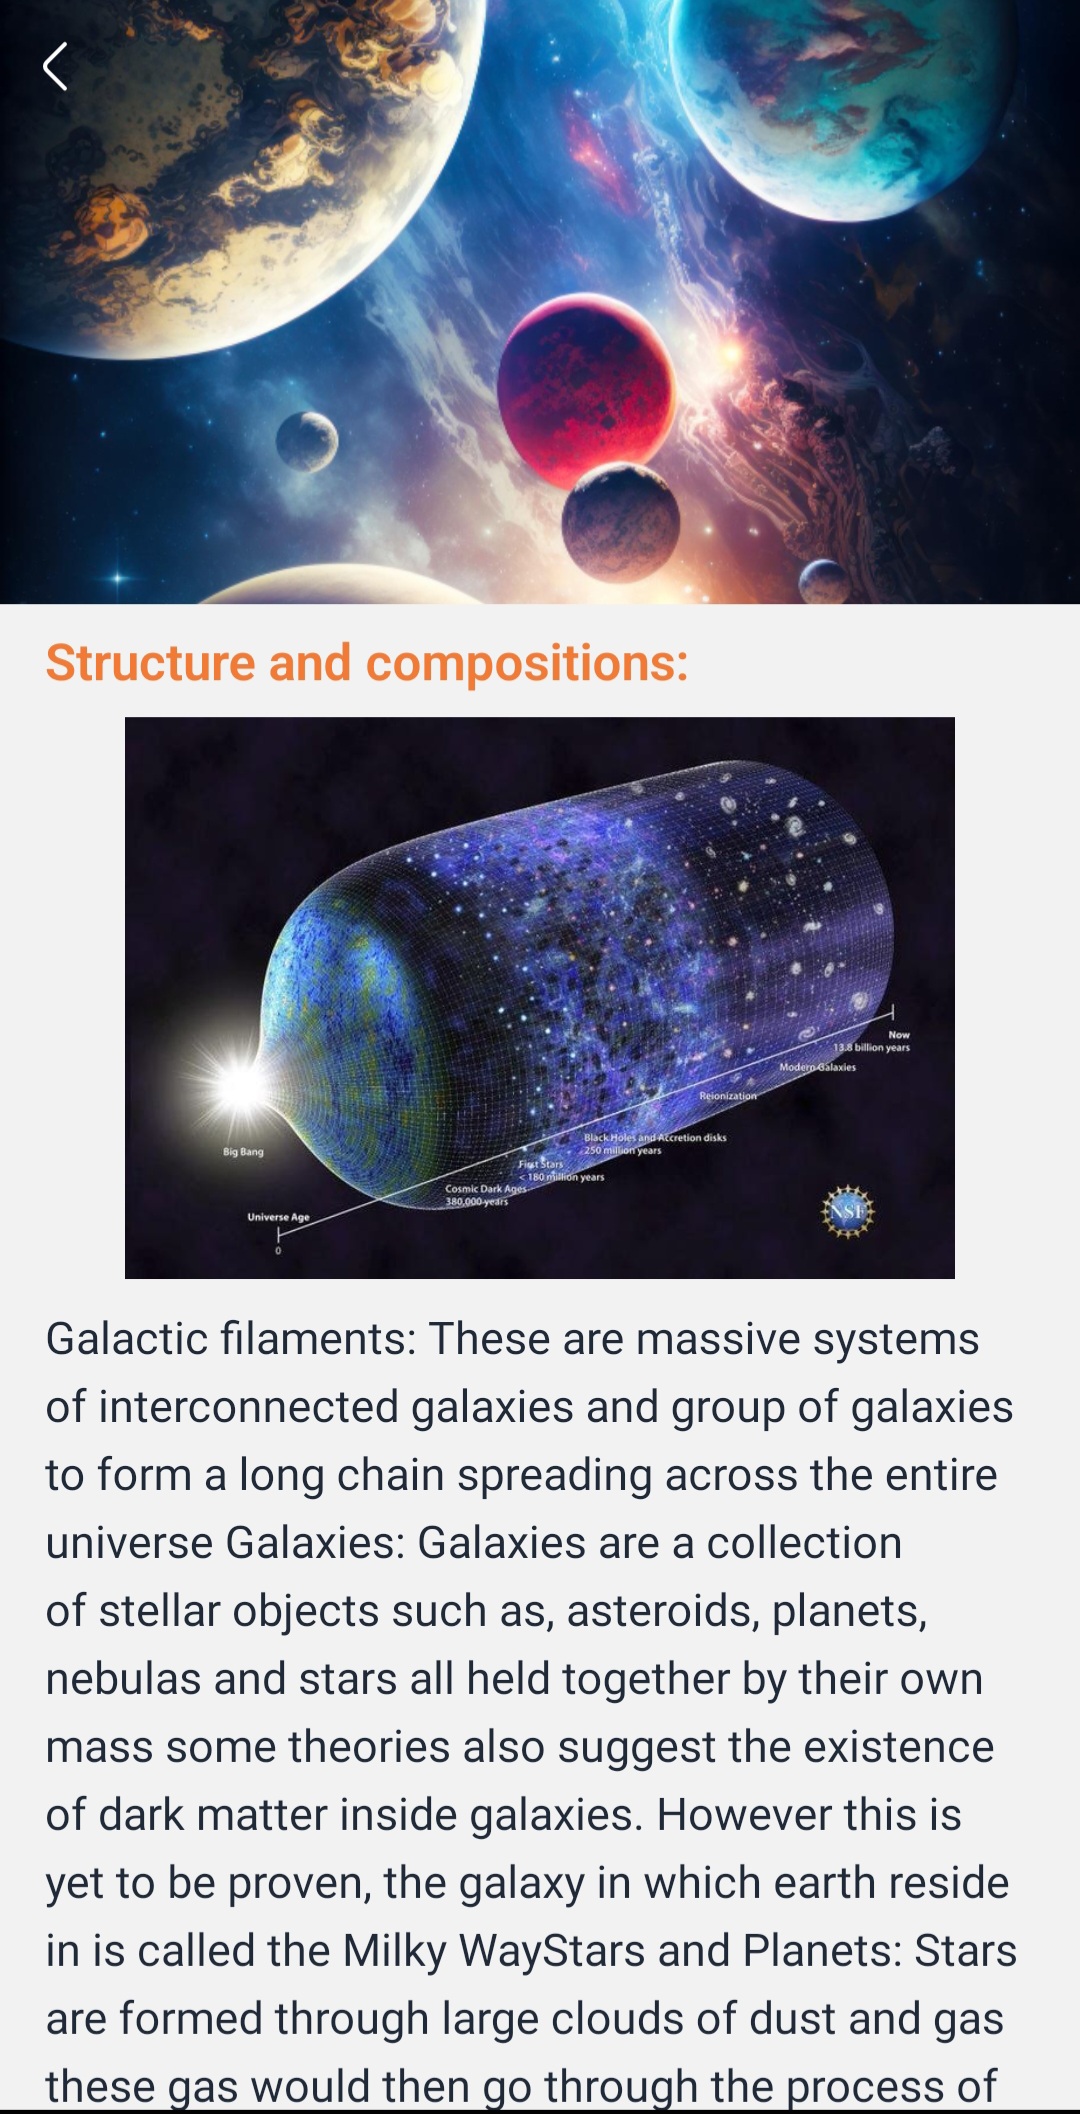 Structure and compositions:
Now
13.8 billion years
Modern Galaxies
Reionization
Black Holes and Accretion disks
250 million years
First Stars
< 180 million years
Cosmic Dark Ages
380,000 years
Big Bang
Universe Age
0
NSF
Galactic filaments: These are massive systems
of interconnected galaxies and group of galaxies
to form a long chain spreading across the entire
universe Galaxies: Galaxies are a collection
of stellar objects such as, asteroids, planets,
nebulas and stars all held together by their own
mass some theories also suggest the existence
of dark matter inside galaxies. However this is
yet to be proven, the galaxy in which earth reside
in is called the Milky WayStars and Planets: Stars
are formed through large clouds of dust and gas
these gas would then go through the process of